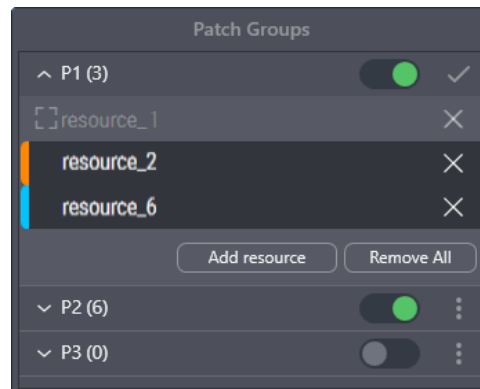 Patch Groups
P1 (3)
resource_1
resource_2
resource_6
Add resource Remove All
P2 (6)
P3 (0)